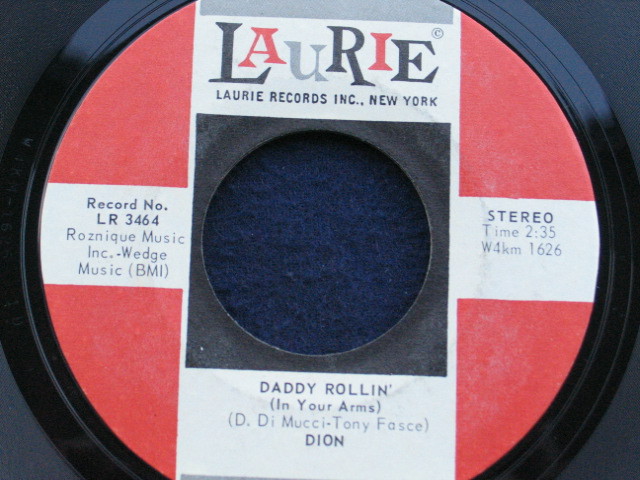 LAURIE ©
LAURIE RECORDS INC., NEW YORK
Record No.
LR 3464
Roznique Music
Inc.-Wedge
Music (BMI)
STEREO
Time 2:35
W4km 1626
DADDY ROLLIN'
(In Your Arms)
(D. Di Mucci-Tony Fasce)
DION